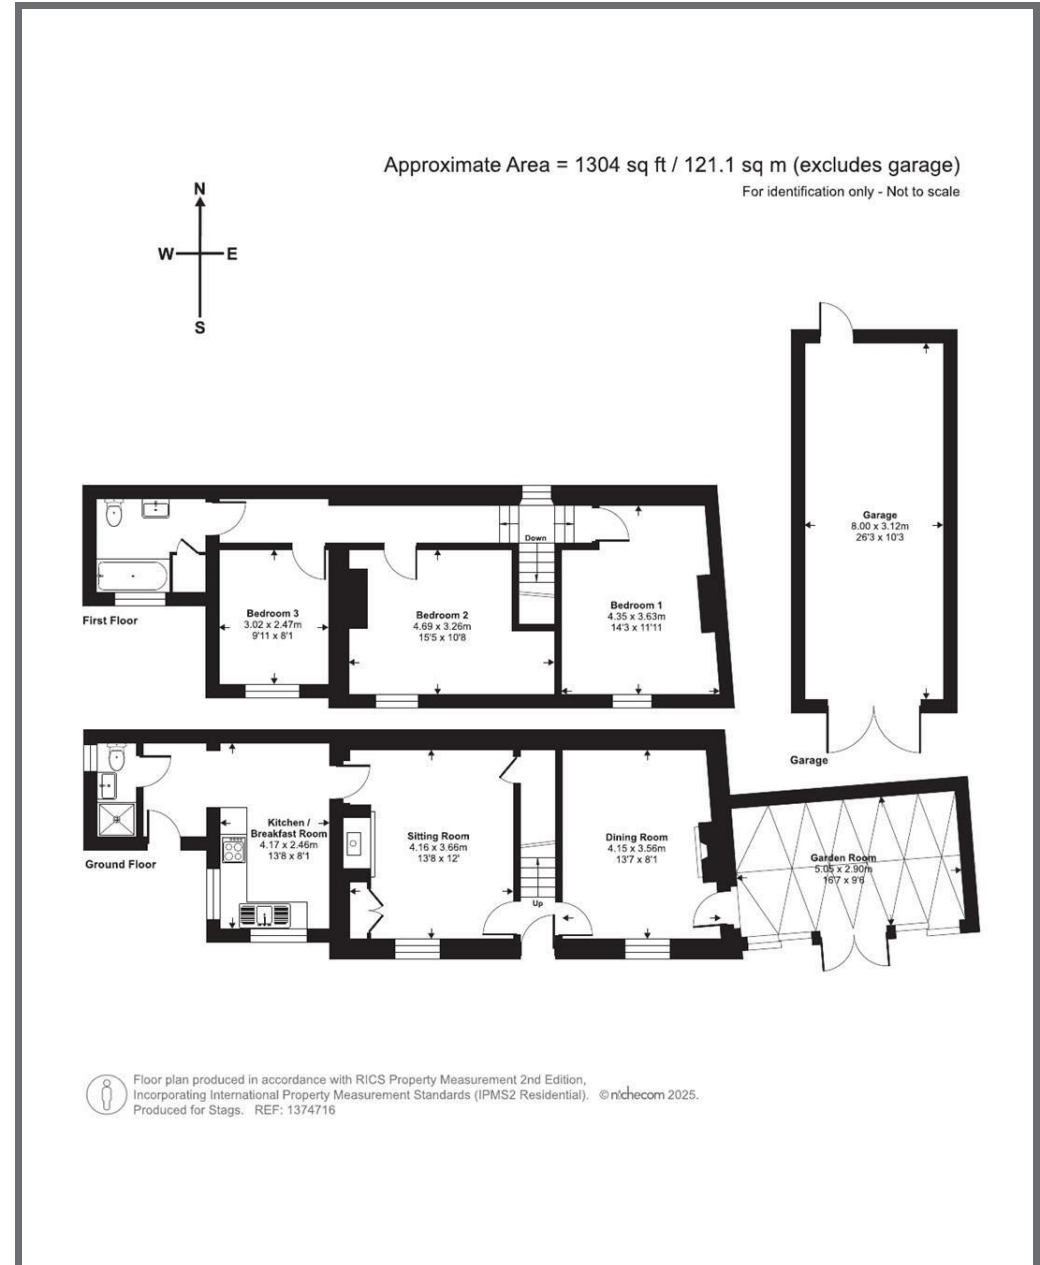 Approximate Area = 1304 sq ft / 121.1 sq m (excludes garage)
For identification only - Not to scale
N
W E
S
Garage
8.00 x 3.12m
26'3 x 10'3
Down
Bedroom 3
3.02 x 2.47m
9'11 x 8'1
Bedroom 2
4.69 x 3.26m
15'5 x 10'8
Bedroom 1
4.35 x 3.63m
14'3 x 11'11
First Floor
Garage
Kitchen /
Breakfast Room
4.17 x 2.46m
13'8 x 8'1
Sitting Room
4.16 x 3.66m
13'8 x 12'
Dining Room
4.15 x 3.56m
13'7 x 8'1
Garden Room
5.05 x 2.90m
16'7 x 9'6
Ground Floor
Up
Floor plan produced in accordance with RICS Property Measurement 2nd Edition,
Incorporating International Property Measurement Standards (IPMS2 Residential). © nichecom 2025.
Produced for Stags. REF: 1374716